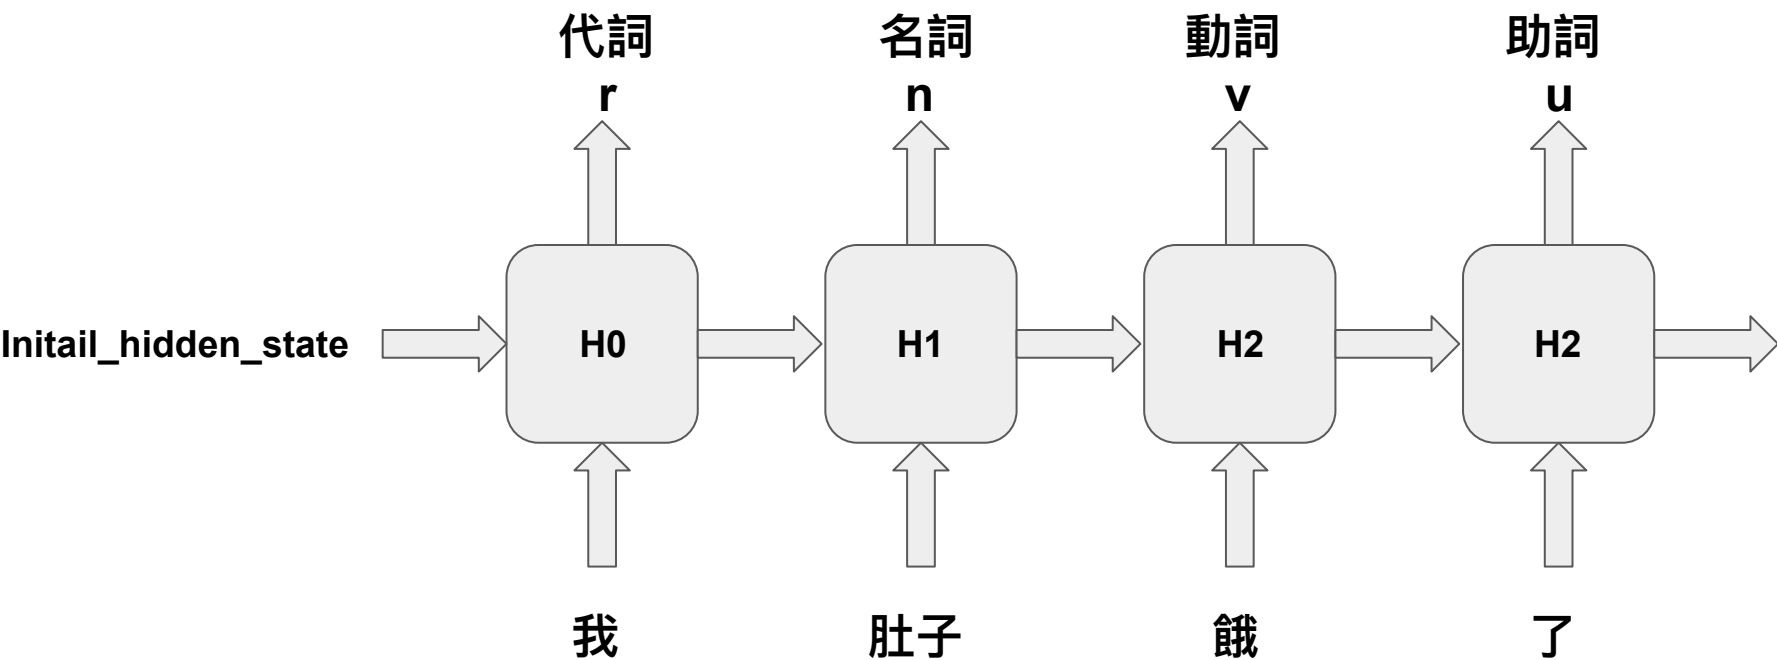 代詞 名詞 動詞 助詞
r n v u
Initail_hidden_state H0 H1 H2 H2
我 肚子 餓 了